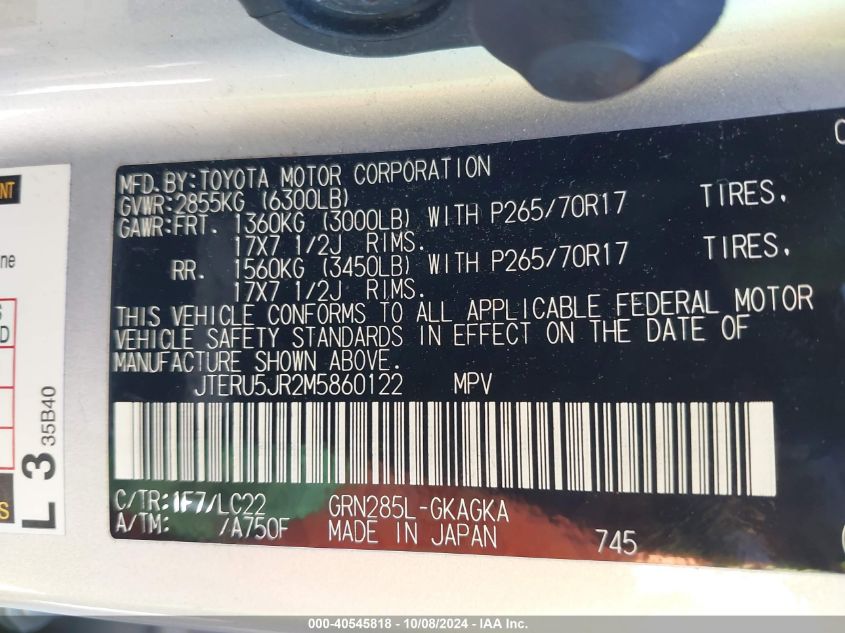 MFD.BY:TOYOTA MOTOR CORPORATION
GVWR:2855KG (6300LB)
GAWR:FRT. 1360KG (3000LB) WITH P265/70R17 TIRES.
17X7 1/2J RIMS.
RR. 1560KG (3450LB) WITH P265/70R17 TIRES.
17X7 1/2J RIMS.
THIS VEHICLE CONFORMS TO ALL APPLICABLE FEDERAL MOTOR
VEHICLE SAFETY STANDARDS IN EFFECT ON THE DATE OF
MANUFACTURE SHOWN ABOVE.
JTERU5JR2M5860122 MPV
C/TR:1F7/LC22 GRN285L-GKAGKA
A/TM: /A750F MADE IN JAPAN 745
L 3 35B40
000-40545818 - 10/08/2024 - IAA Inc.